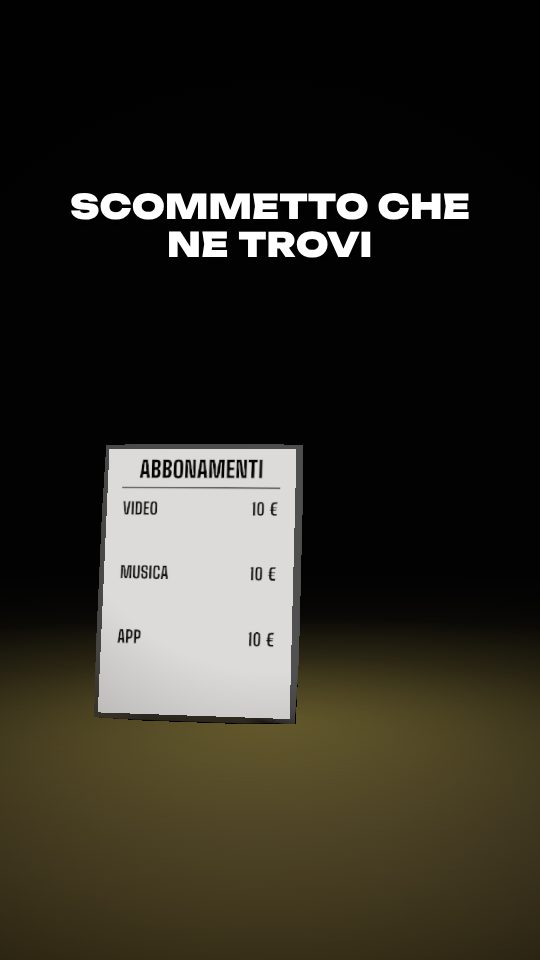 SCOMMETTO CHE
NE TROVI
ABBONAMENTI
VIDEO 10 €
MUSICA 10 €
APP 10 €